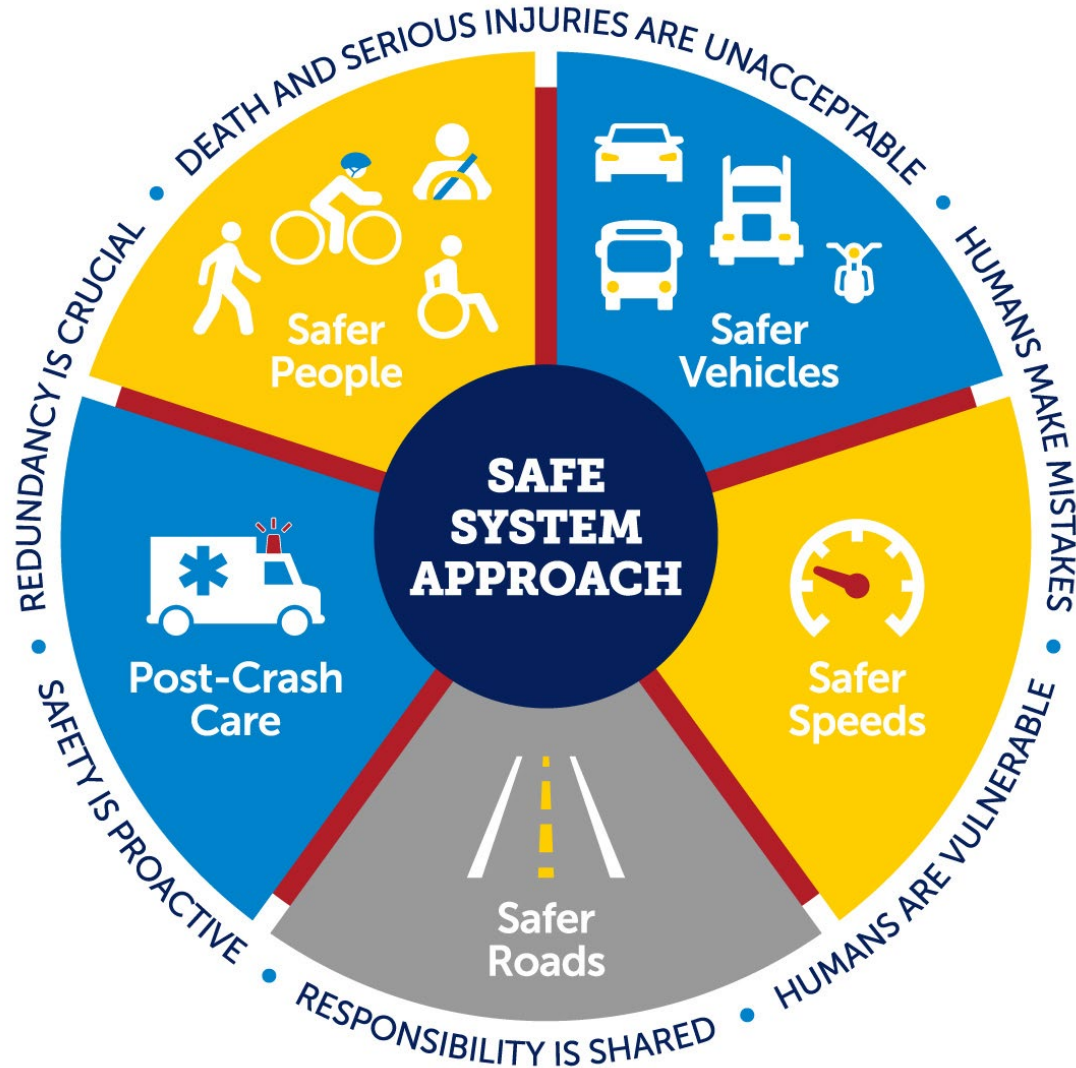 DEATH AND SERIOUS INJURIES ARE UNACCEPTABLE
HUMANS MAKE MISTAKES
HUMANS ARE VULNERABLE
RESPONSIBILITY IS SHARED
SAFETY IS PROACTIVE
REDUNDANCY IS CRUCIAL
Safer
People
Safer
Vehicles
Safer
Speeds
Safer
Roads
Post-Crash
Care
SAFE
SYSTEM
APPROACH